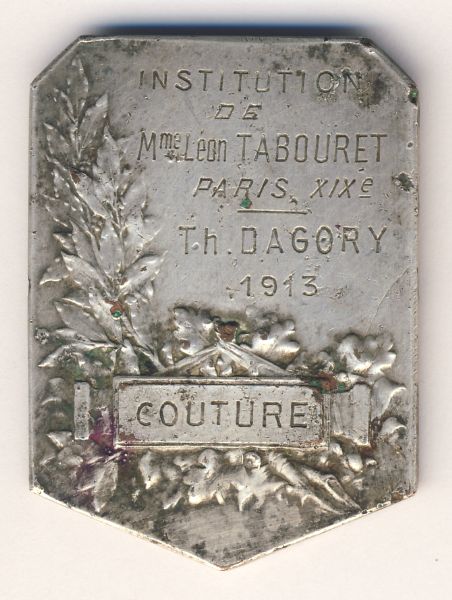 INSTITUTION
DE
Mme Léon TABOURET
PARIS, XIXe
Th. DAGORY
1913
COUTURE